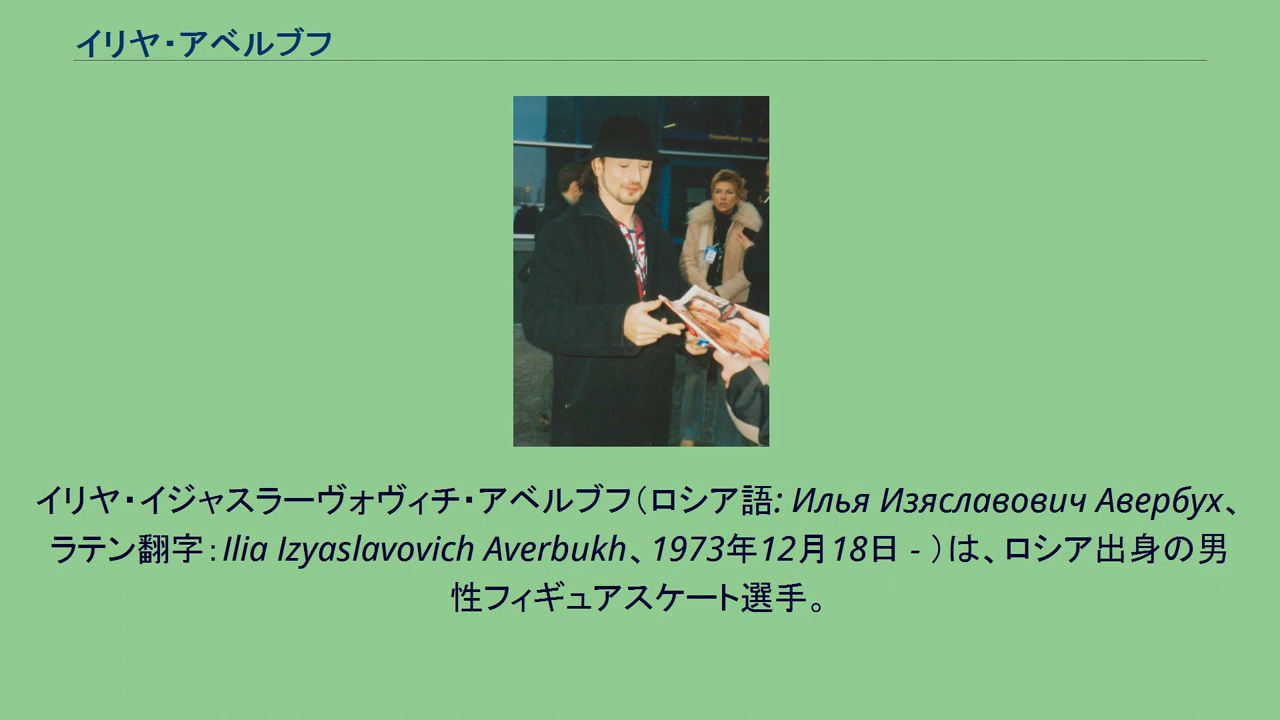 イリヤ・アベルブフ
Служебный вход
イリヤ・イジャスラーヴォヴィチ・アベルブフ（ロシア語: Илья Изяславович Авербух、
ラテン翻字：Ilia Izyaslavovich Averbukh、1973年12月18日 - ）は、ロシア出身の男
性フィギュアスケート選手。